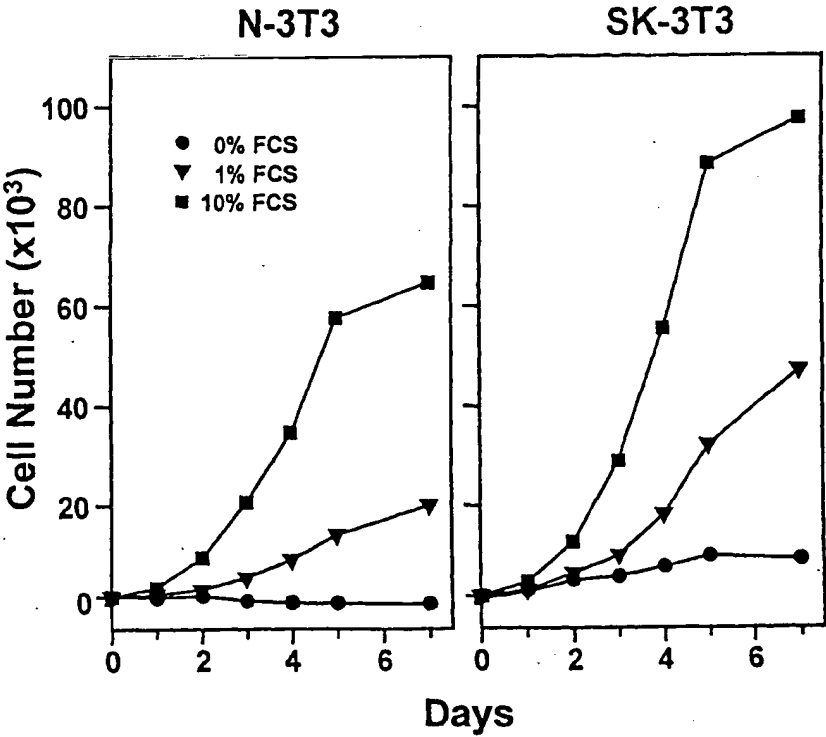 N-3T3
SK-3T3
Cell Number (x10³)
100
80
60
40
20
0
0% FCS
1% FCS
10% FCS
0 2 4 6
0 2 4 6
Days